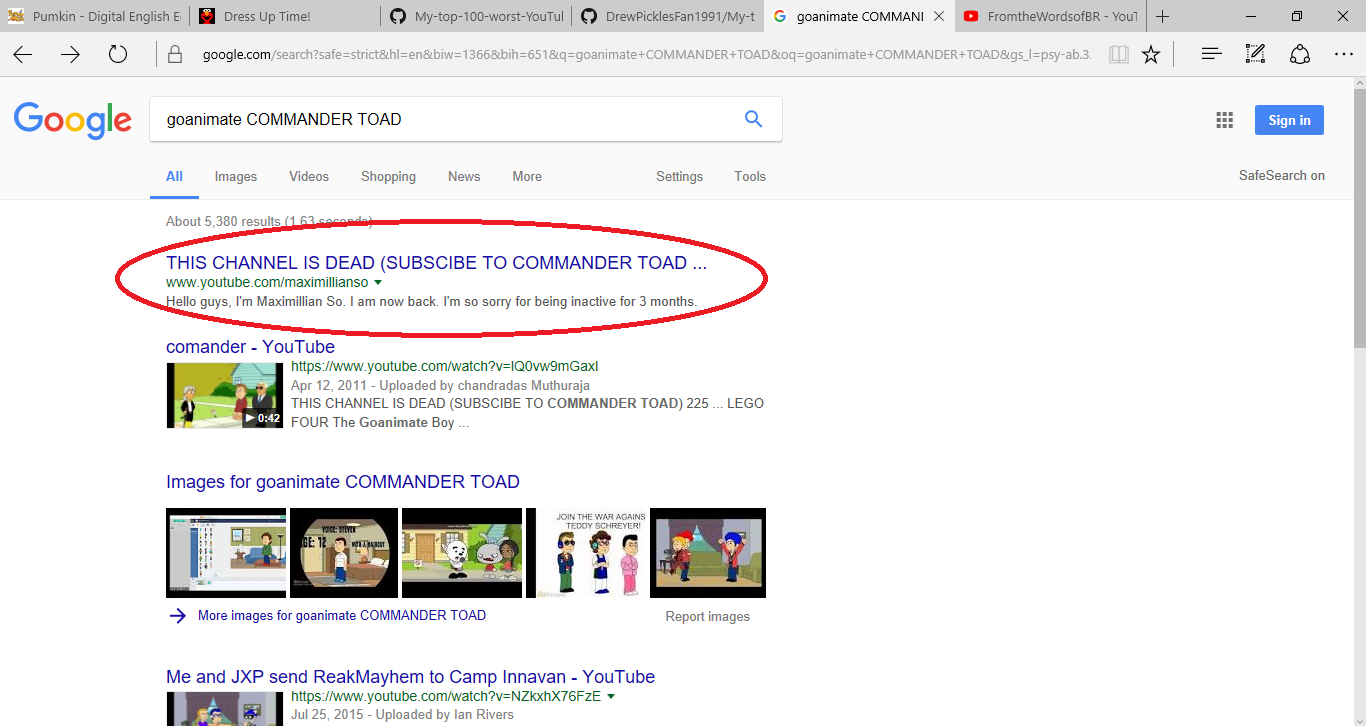 Pumkin - Digital English E
Dress Up Time!
My-top-100-worst-YouTul
DrewPicklesFan1991/My-t
goanimate COMMANI
FromtheWordsofBR - YouT
google.com/search?safe=strict&hl=en&biw=1366&bih=651&q=goanimate+COMMANDER+TOAD&oq=goanimate+COMMANDER+TOAD&gs_l=psy-ab.3.
Google
goanimate COMMANDER TOAD
Sign in
All
Images
Videos
Shopping
News
More
Settings
Tools
SafeSearch on
About 5,380 results (1.63 seconds)
THIS CHANNEL IS DEAD (SUBSCIBE TO COMMANDER TOAD ...
www.youtube.com/maximillianso
Hello guys, I'm Maximillian So. I am now back. I'm so sorry for being inactive for 3 months.
comander - YouTube
https://www.youtube.com/watch?v=lQ0vw9mGaxI
Apr 12, 2011 - Uploaded by chandradas Muthuraja
0:42
THIS CHANNEL IS DEAD (SUBSCIBE TO COMMANDER TOAD) 225 ... LEGO
FOUR The Goanimate Boy ...
Images for goanimate COMMANDER TOAD
VOICE: STEVEN
GE: 12
WITH A HAIRCUT
JOIN THE WAR AGAINS
TEDDY SCHREYER!
More images for goanimate COMMANDER TOAD
Report images
Me and JXP send ReakMayhem to Camp Innavan - YouTube
https://www.youtube.com/watch?v=NZkxhX76FzE
Jul 25, 2015 - Uploaded by Ian Rivers